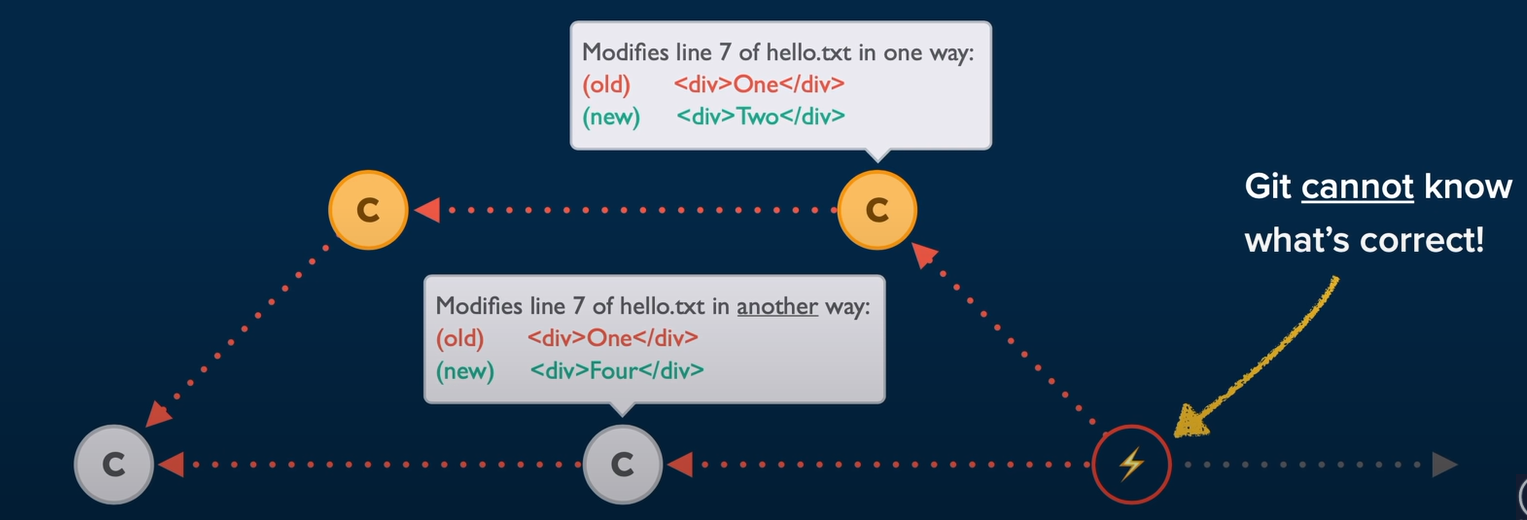 Modifies line 7 of hello.txt in one way:
(old) <div>One</div>
(new) <div>Two</div>
Git cannot know
what's correct!
C
C
Modifies line 7 of hello.txt in another way:
(old) <div>One</div>
(new) <div>Four</div>
C
C